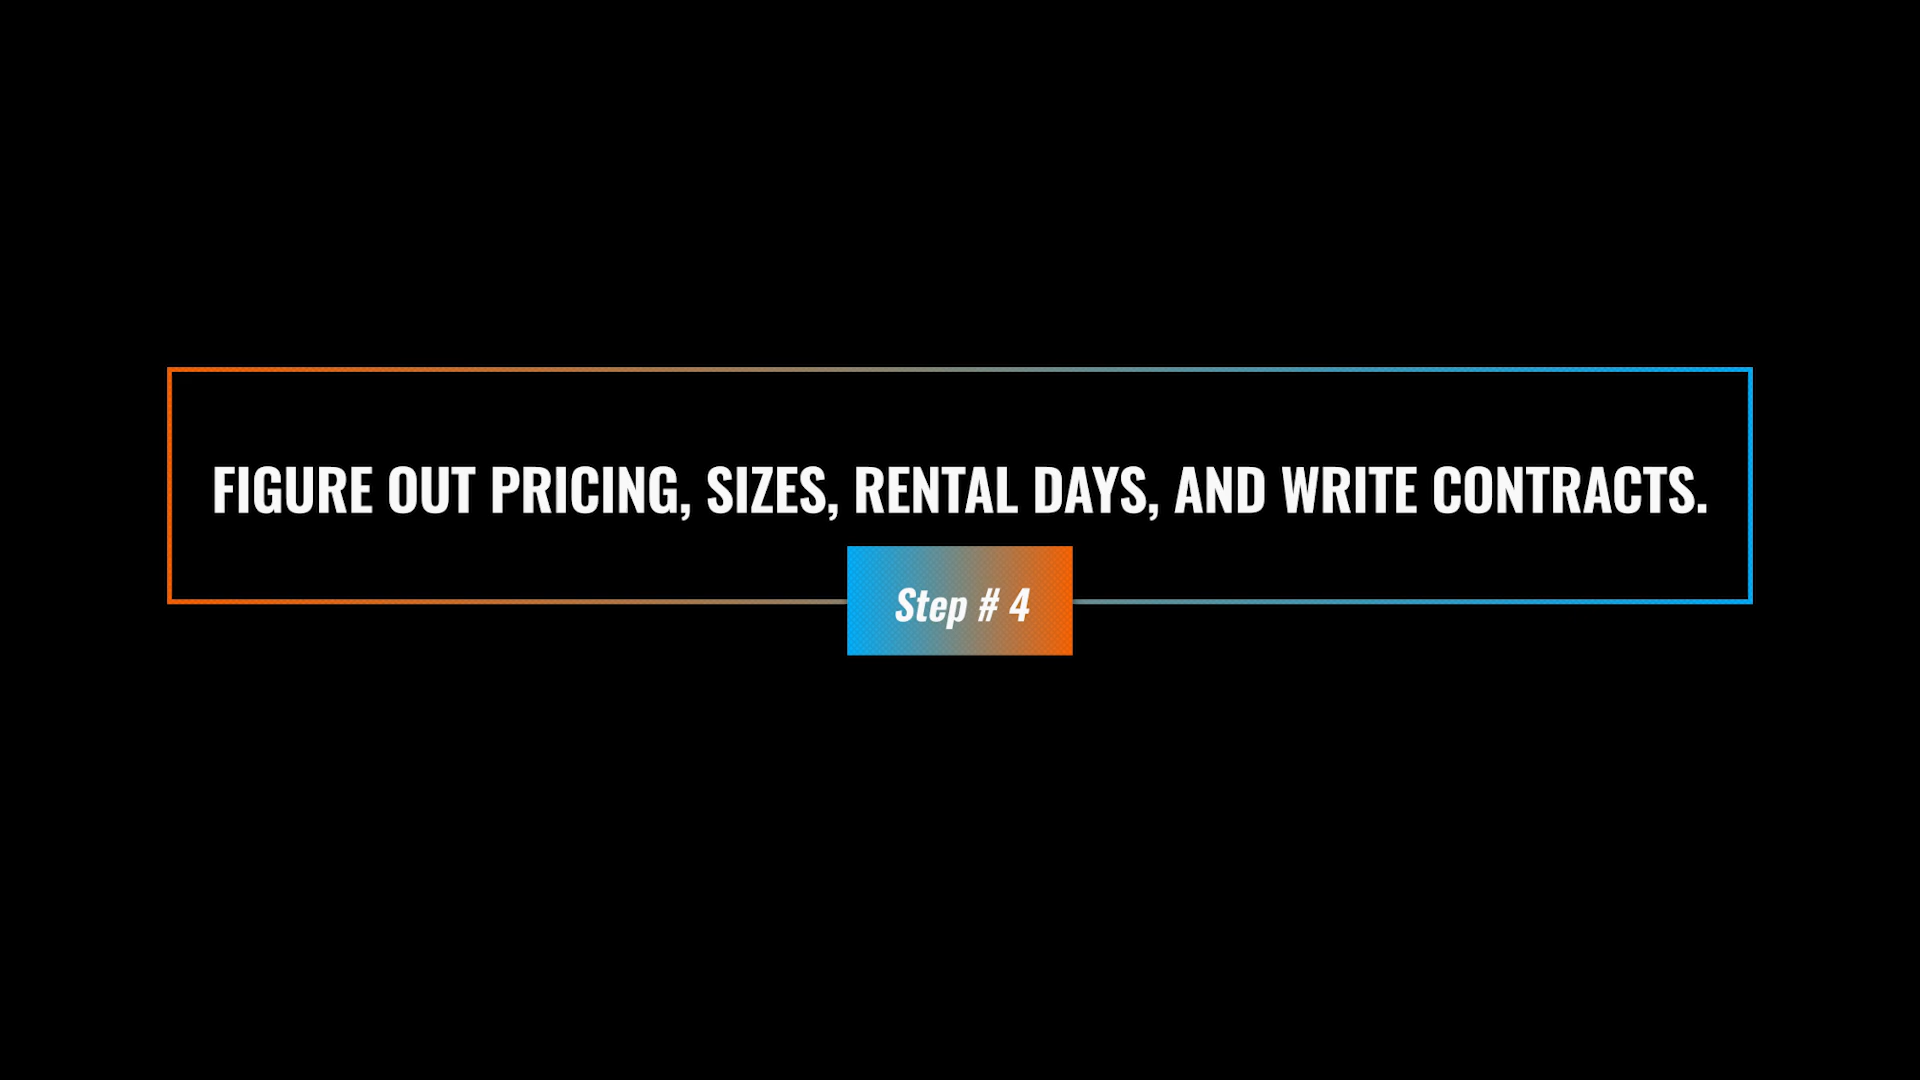 FIGURE OUT PRICING, SIZES, RENTAL DAYS, AND WRITE CONTRACTS.
Step # 4